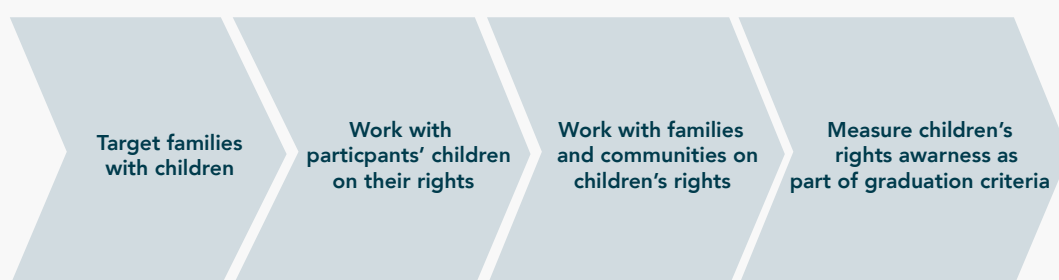 Target families
with children
Work with
particpants’ children
on their rights
Work with families
and communities on
children’s rights
Measure children’s
rights awarness as
part of graduation criteria